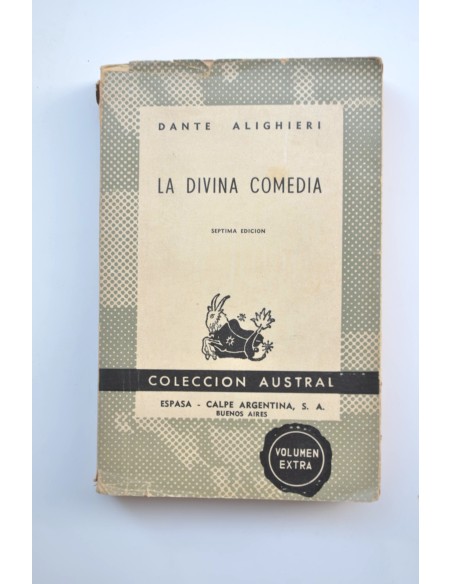 DANTE ALIGHIERI
LA DIVINA COMEDIA
SEPTIMA EDICION
COLECCION AUSTRAL
ESPASA - CALPE ARGENTINA, S. A.
BUENOS AIRES
VOLUMEN
EXTRA